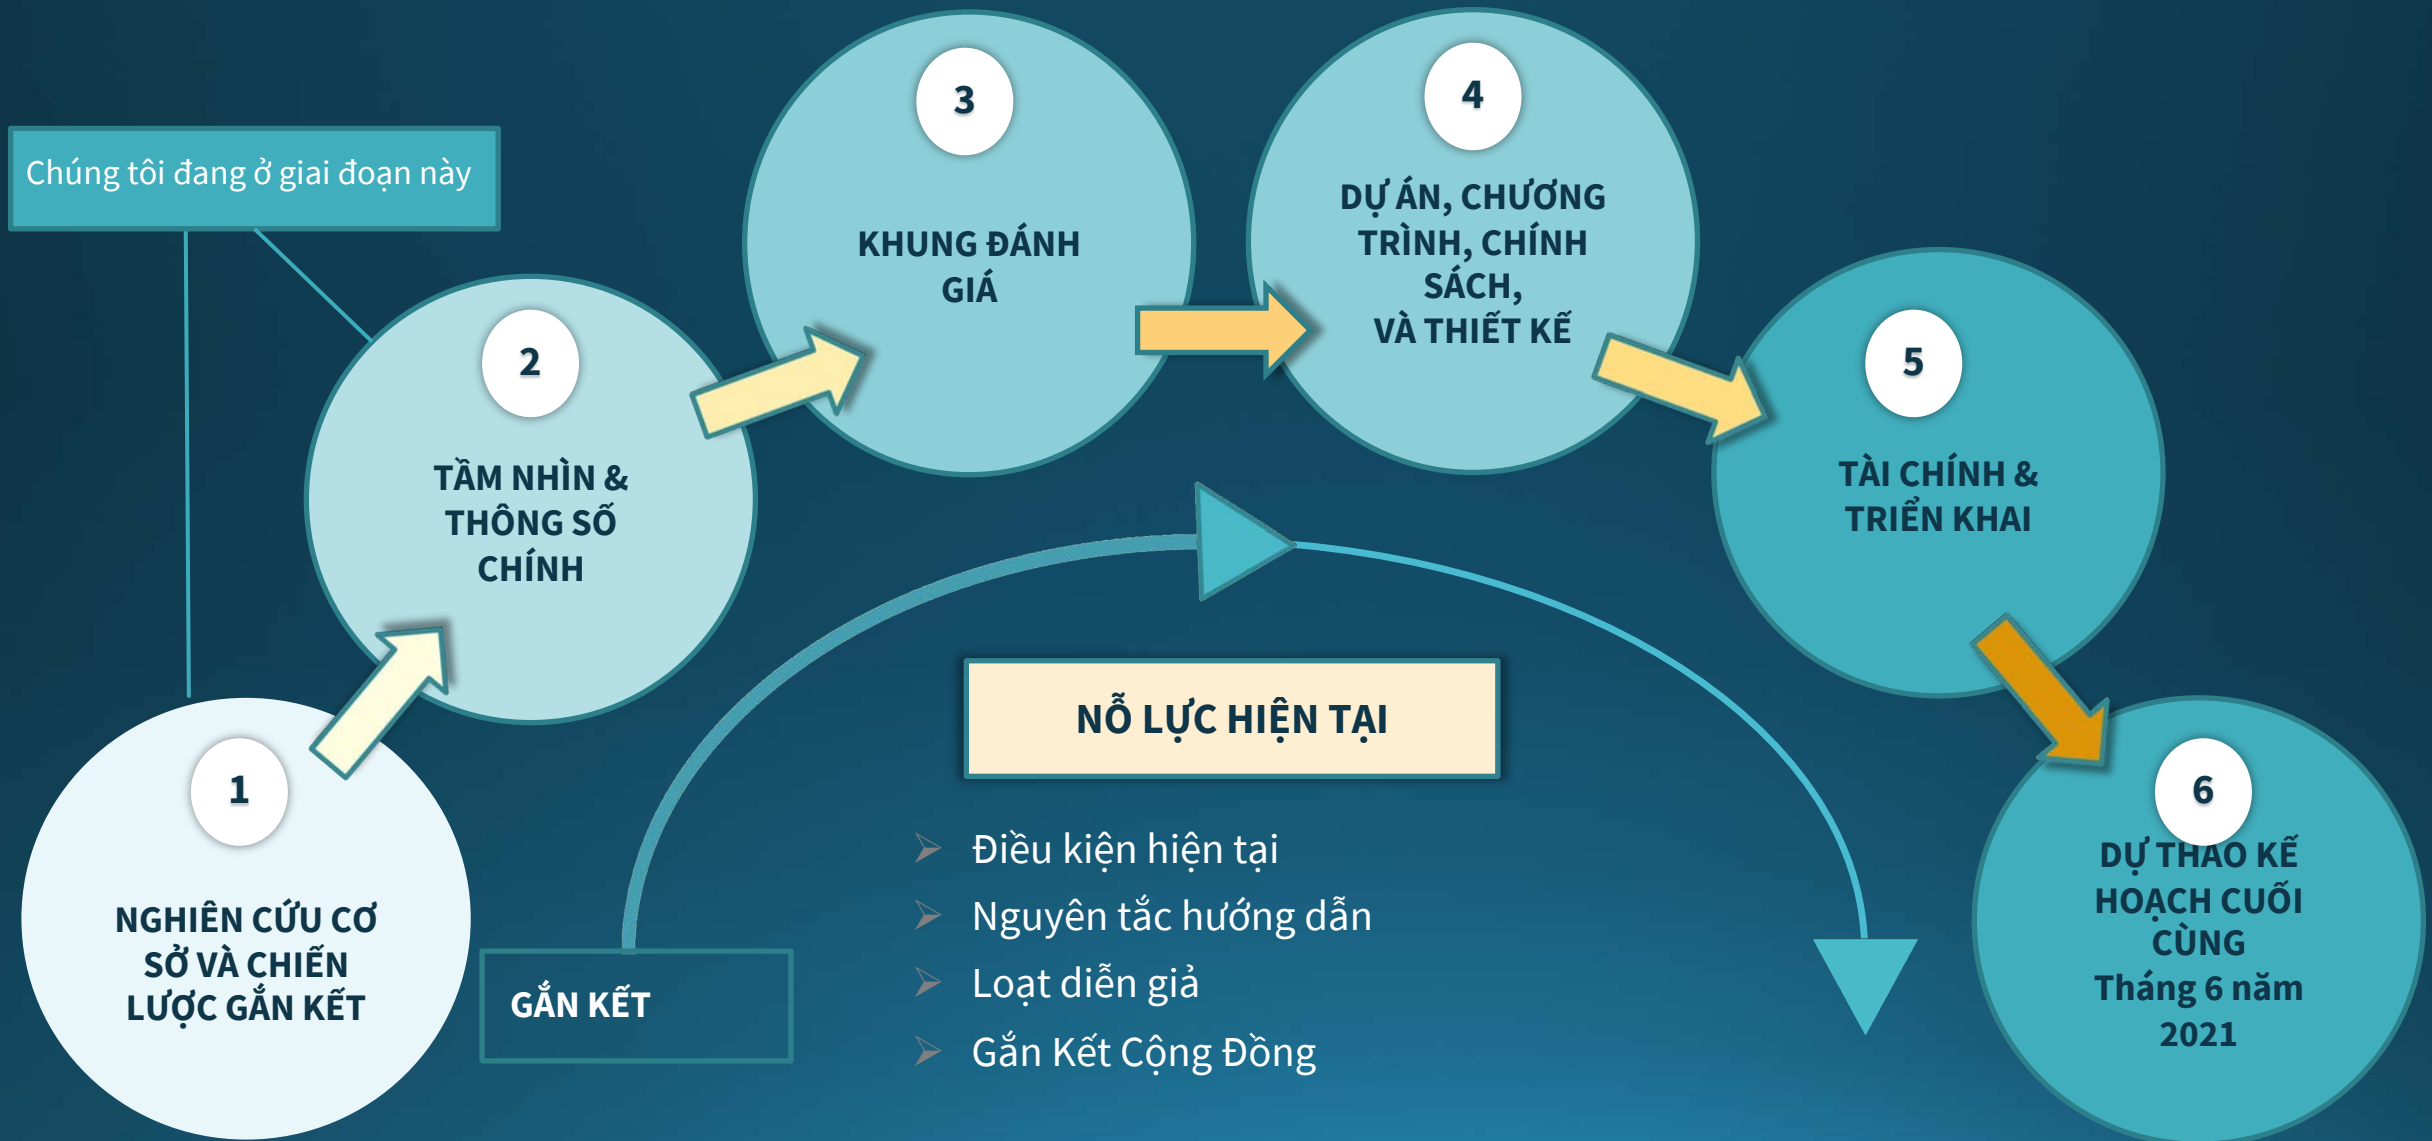 Chúng tôi đang ở giai đoạn này
1
NGHIÊN CỨU CƠ
SỞ VÀ CHIẾN
LƯỢC GẮN KẾT
2
TẦM NHÌN &
THÔNG SỐ
CHÍNH
3
KHUNG ĐÁNH
GIÁ
4
DỰ ÁN, CHƯƠNG
TRÌNH, CHÍNH
SÁCH,
VÀ THIẾT KẾ
5
TÀI CHÍNH &
TRIỂN KHAI
6
DỰ THẢO KẾ
HOẠCH CUỐI
CÙNG
Tháng 6 năm
2021
GẮN KẾT
NỖ LỰC HIỆN TẠI
Điều kiện hiện tại
Nguyên tắc hướng dẫn
Loạt diễn giả
Gắn Kết Cộng Đồng